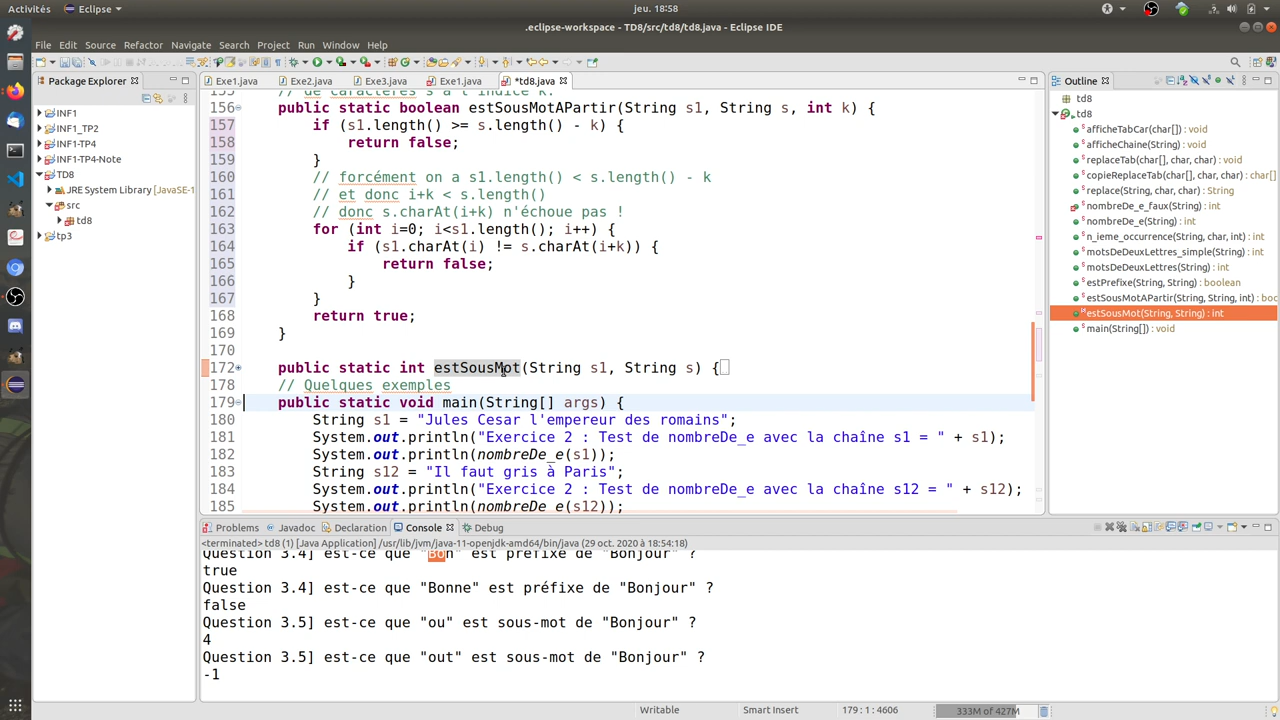 Activités
Eclipse
jeu. 18:58
.eclipse-workspace - TD8/src/td8/td8.java - Eclipse IDE
File Edit Source Refactor Navigate Search Project Run Window Help
Package Explorer
INF1
INF1_TP2
INF1-TP4
INF1-TP4-Note
TD8
JRE System Library [JavaSE-1
src
td8
tp3
Exe1.java Exe2.java Exe3.java Exe1.java *td8.java
155 // de caractères s à l'indice k.
156 public static boolean estSousMotAPartir(String s1, String s, int k) {
157 if (s1.length() >= s.length() - k) {
158 return false;
159 }
160 // forcément on a s1.length() < s.length() - k
161 // et donc i+k < s.length()
162 // donc s.charAt(i+k) n'échoue pas !
163 for (int i=0; i<s1.length(); i++) {
164 if (s1.charAt(i) != s.charAt(i+k)) {
165 return false;
166 }
167 }
168 return true;
169 }
170
172 public static int estSousMot(String s1, String s) {
178 // Quelques exemples
179 public static void main(String[] args) {
180 String s1 = "Jules Cesar l'empereur des romains";
181 System.out.println("Exercice 2 : Test de nombreDe_e avec la chaîne s1 = " + s1);
182 System.out.println(nombreDe_e(s1));
183 String s12 = "Il faut gris à Paris";
184 System.out.println("Exercice 2 : Test de nombreDe_e avec la chaîne s12 = " + s12);
185 System.out.println(nombreDe_e(s12));
Outline
td8
td8
afficheTabCar(char[]) : void
afficheChaine(String) : void
replaceTab(char[], char, char) : void
copieReplaceTab(char[], char, char) : char[]
replace(String, char, char) : String
nombreDe_e_faux(String) : int
nombreDe_e(String) : int
n_ieme_occurrence(String, char, int) : int
motsDeDeuxLettres_simple(String) : int
motsDeDeuxLettres(String) : int
estPrefixe(String, String) : boolean
estSousMotAPartir(String, String, int) : boo
estSousMot(String, String) : int
main(String[]) : void
Problems Javadoc Declaration Console Debug
<terminated> td8 (1) [Java Application] /usr/lib/jvm/java-11-openjdk-amd64/bin/java (29 oct. 2020 à 18:54:18)
Question 3.4] est-ce que "Bon" est préfixe de "Bonjour" ?
true
Question 3.4] est-ce que "Bonne" est préfixe de "Bonjour" ?
false
Question 3.5] est-ce que "ou" est sous-mot de "Bonjour" ?
4
Question 3.5] est-ce que "out" est sous-mot de "Bonjour" ?
-1
Writable
Smart Insert
179 : 1 : 4606
333M of 427M